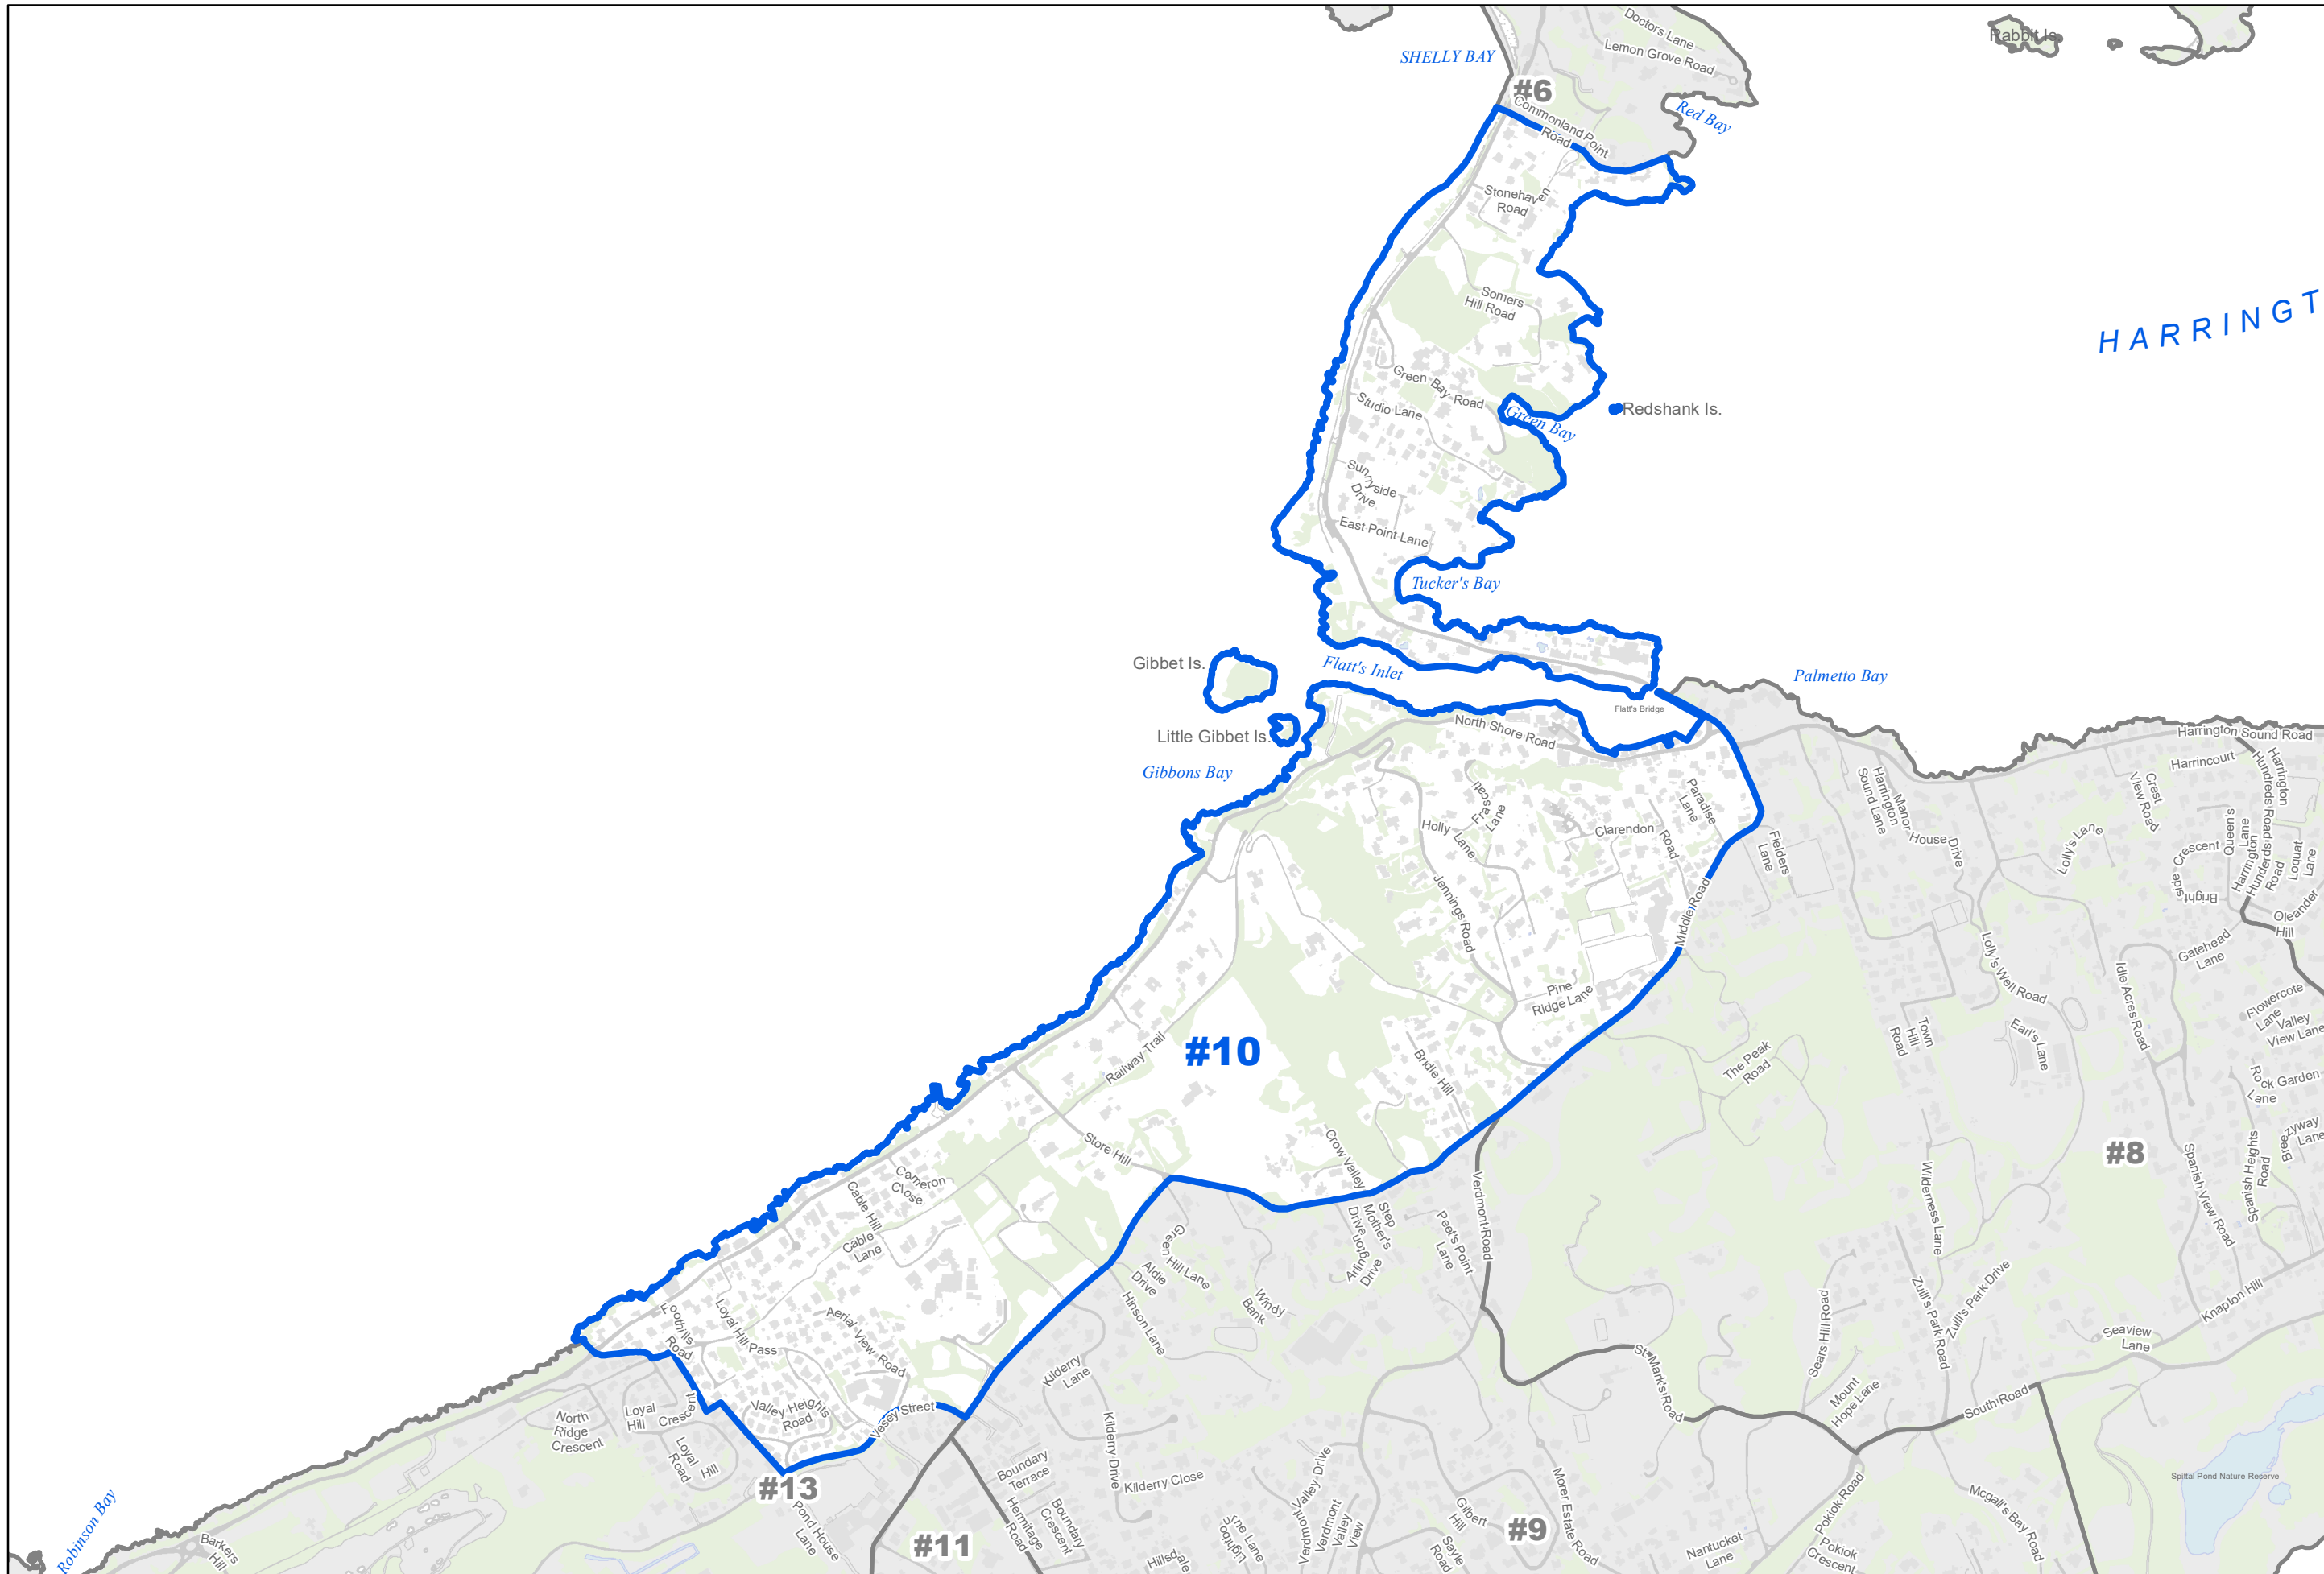 Doctors Lane
Lemon Grove Road
Rabbit Is.
SHELLY BAY
#6
Commonland Point
Road
Red Bay
Stonehaven
Road
Somers
Hill Road
HARRINGT
Green Bay Road
Studio Lane
Green Bay
Redshank Is.
Sunnyside
Drive
East Point Lane
Tucker's Bay
Gibbet Is.
Flatt's Inlet
Palmetto Bay
Flatt's Bridge
Little Gibbet Is.
North Shore Road
Gibbons Bay
Harrington Sound Road
Harrincourt
Harrington
Hundreds Road
Crest
View Road
Harrington
Sound Lane
Manor
House Drive
Paradise
Lane
Frascati
Lane
Holly
Lane
Clarendon
Road
Fielders
Lane
Lolly's Lane
Queen's
Lane
Crescent
Brightside
Harrington
Hunderds
Road
Loquat
Lane
Oleander
Hill
Jennings Road
Middle Road
Gatehead
Lane
Lolly's Well Road
Idle Acres Road
Pine
Ridge Lane
Flowercote
Lane
Valley
View Lane
Town
Hill
Road
Earl's Lane
#10
Railway Trail
Bridle Hill
The Peak
Road
Rock Garden
Lane
Breezyway
Lane
Store Hill
Crow Valley
Drive
#8
Cameron
Close
Cable Hill
Cable
Lane
Verdmont Road
Wilderness Lane
Spanish View Road
Spanish Heights
Road
Green Hill Lane
Step
Mother's
Drive
Arlington
Peet's Point
Lane
Aldie
Drive
Hinson Lane
Windy
Bank
Zuill's Park Road
Zuill's Park Drive
Knapton Hill
Foothills
Road
Loyal Hill Pass
Aerial View Road
Sears Hill Road
Seaview
Lane
St. Mark's Road
Kilderry
Lane
Mount
Hope Lane
South Road
North
Ridge
Crescent
Loyal
Hill
Crescent
Valley Heights
Road
Vesey Street
Loyal
Hill
Road
Kilderry Drive
Boundary
Terrace
Kilderry Close
Valley Drive
Verdmont
Verdmont
Valley
View
#13
Spittal Pond Nature Reserve
Morer Estate Road
Pokiok Road
Mcgall's Bay Road
Robinson Bay
Barkers
Hill
Pond House
Lane
#11
Hermitage
Road
Boundary
Crescent
Hillsdale
Lane
Gilbert
Hill
Sayle
Road
#9
Nantucket
Lane
Pokiok
Crescent